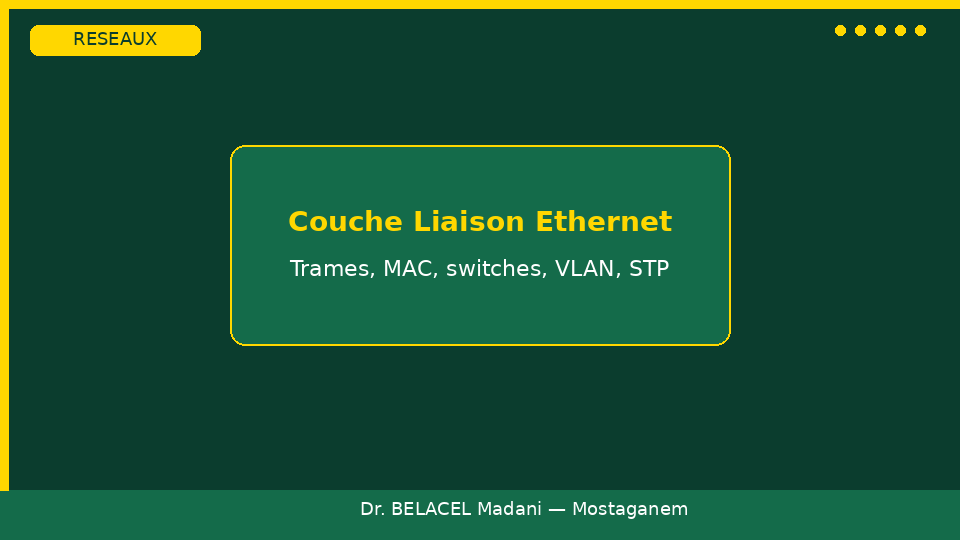 RESEAUX
Couche Liaison Ethernet
Trames, MAC, switches, VLAN, STP
Dr. BELACEL Madani — Mostaganem